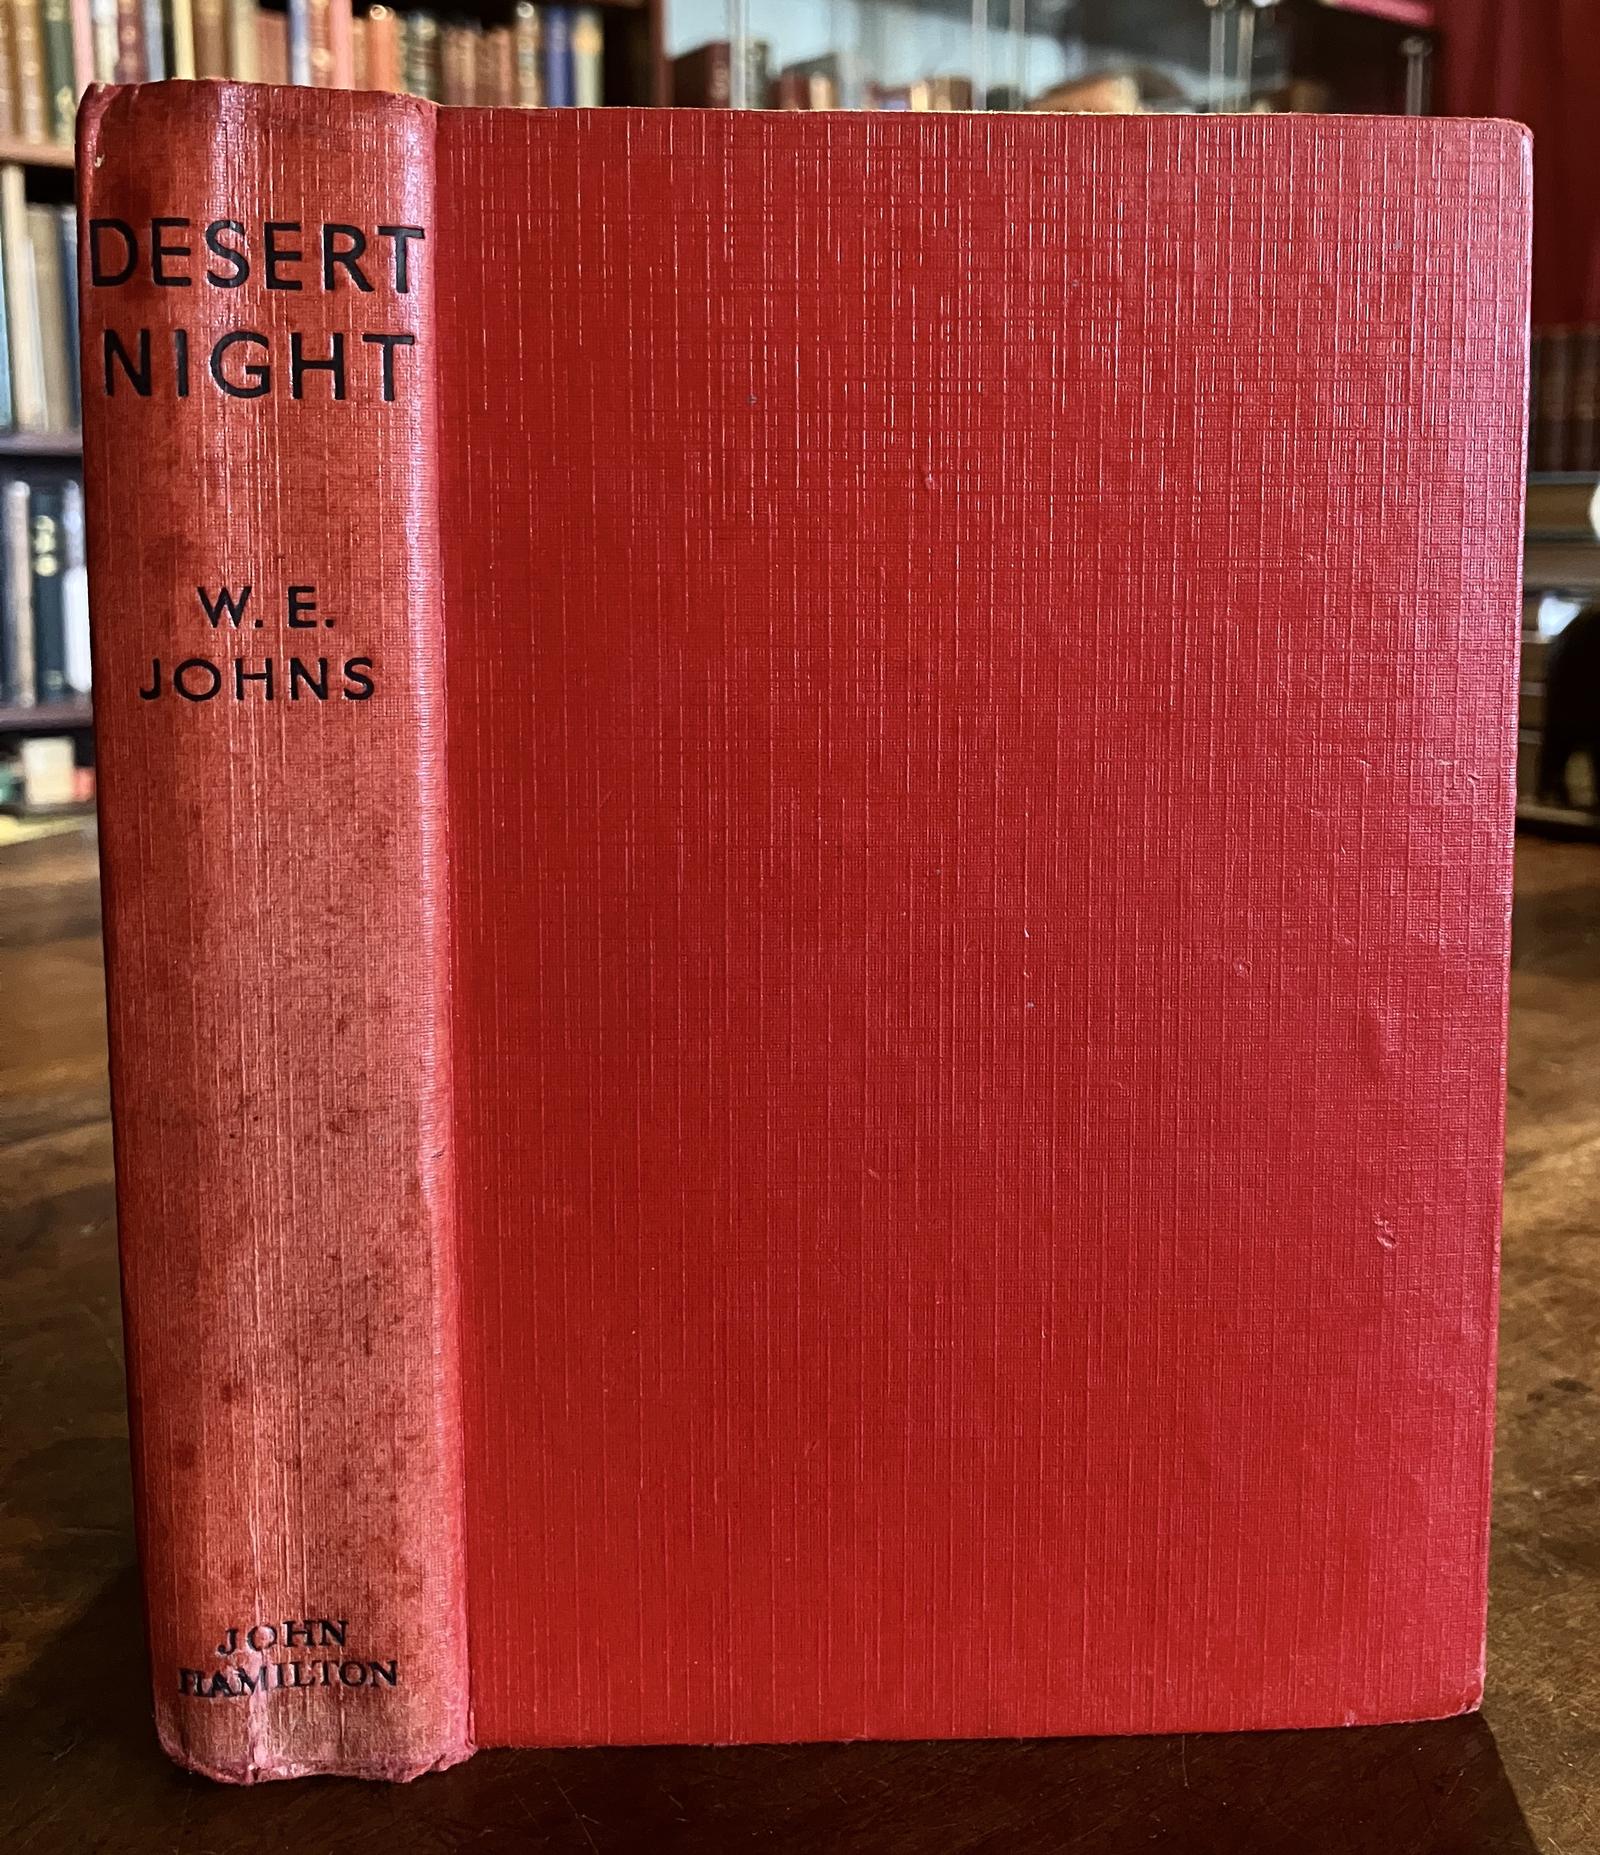 DESERT
NIGHT
W. E.
JOHNS
JOHN
HAMILTON